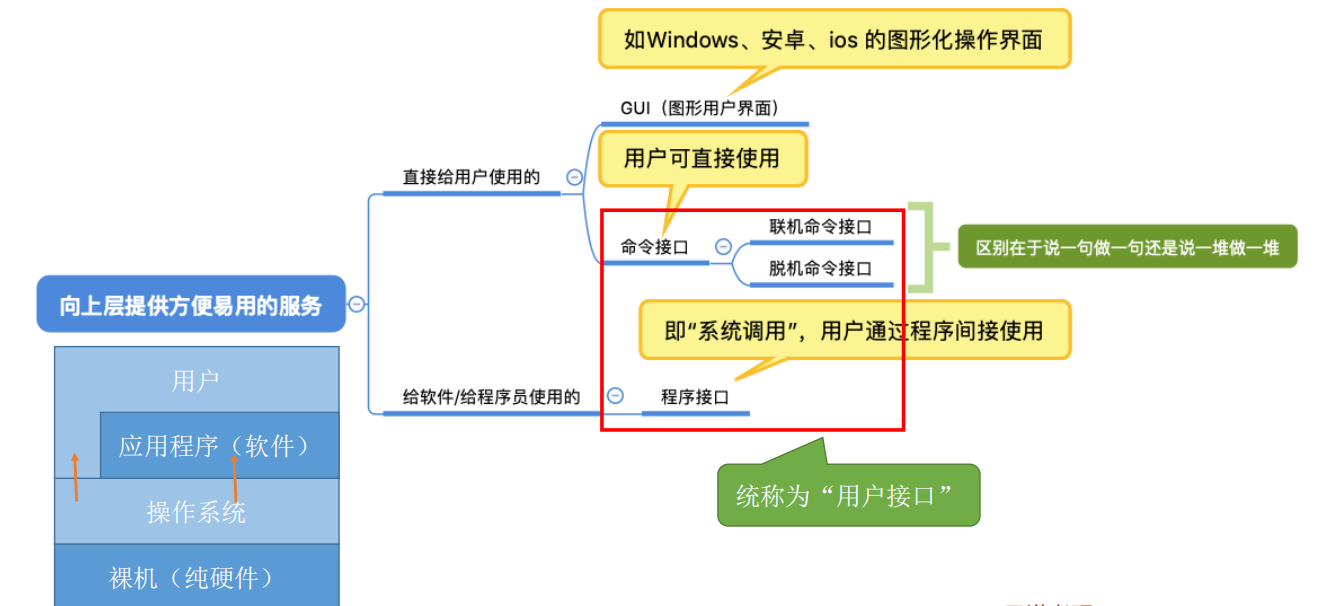 如Windows、安卓、ios 的图形化操作界面
GUI（图形用户界面）
用户可直接使用
直接给用户使用的
命令接口
联机命令接口
脱机命令接口
区别在于说一句做一句还是说一堆做一堆
向上层提供方便易用的服务
即“系统调用”，用户通过程序间接使用
给软件/给程序员使用的
程序接口
统称为“用户接口”
用户
应用程序（软件）
操作系统
裸机（纯硬件）